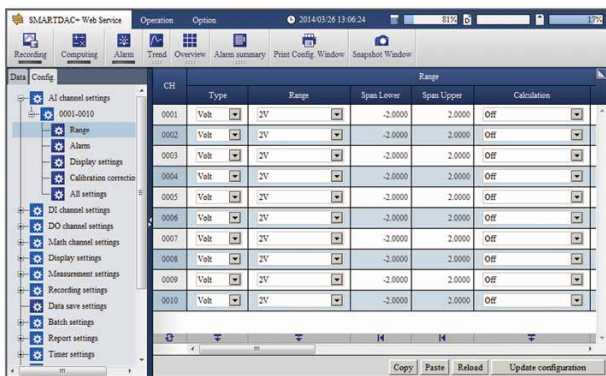 SMARTDAC+ Web Service Operation Option 2014/03/26 13:06:24 81% 17%
Recording Computing Alarm Trend Overview Alarm summary Print Config. Window Snapshot Window
Data Config.
AI channel settings
0001-0010
Range
Alarm
Display settings
Calibration correctio
All settings
DI channel settings
DO channel settings
Math channel settings
Display settings
Measurement settings
Recording settings
Data save settings
Batch settings
Report settings
Timer settings
CH Range
Type Range Span Lower Span Upper Calculation
0001 Volt 2V -2.0000 2.0000 Off
0002 Volt 2V -2.0000 2.0000 Off
0003 Volt 2V -2.0000 2.0000 Off
0004 Volt 2V -2.0000 2.0000 Off
0005 Volt 2V -2.0000 2.0000 Off
0006 Volt 2V -2.0000 2.0000 Off
0007 Volt 2V -2.0000 2.0000 Off
0008 Volt 2V -2.0000 2.0000 Off
0009 Volt 2V -2.0000 2.0000 Off
0010 Volt 2V -2.0000 2.0000 Off
Copy Paste Reload Update configuration